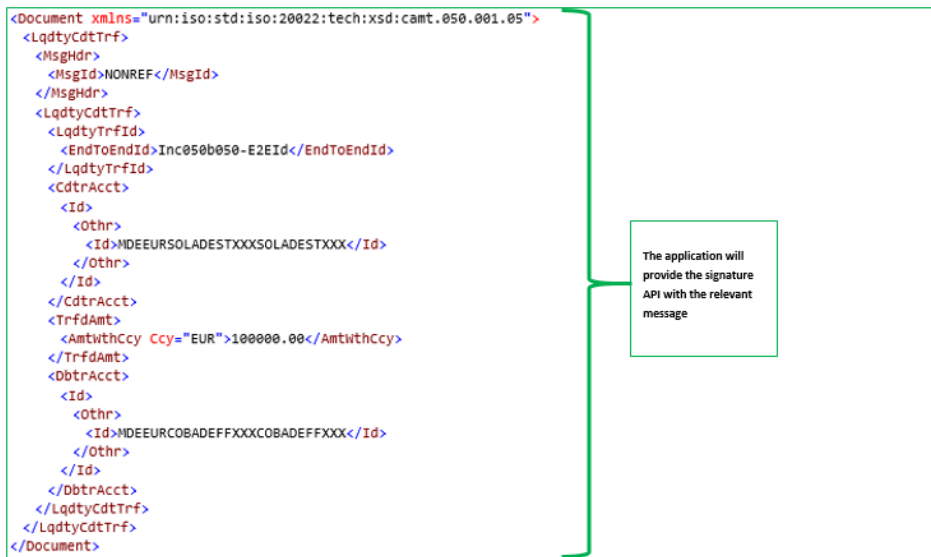 <Document xmlns="urn:iso:std:iso:20022:tech:xsd:camt.050.001.05">
<LqdtyCdtTrf>
<MsgHdr>
<MsgId>NONREF</MsgId>
</MsgHdr>
<LqdtyCdtTrf>
<LqdtyTrfId>
<EndToEndId>Inc050b050-E2EId</EndToEndId>
</LqdtyTrfId>
<CdtrAcct>
<Id>
<Othr>
<Id>MDEEURSOLADESTXXXSOLADESTXXX</Id>
</Othr>
</Id>
</CdtrAcct>
<TrfdAmt>
<AmtWthCcy Ccy="EUR">100000.00</AmtWthCcy>
</TrfdAmt>
<DbtrAcct>
<Id>
<Othr>
<Id>MDEEURCOBADEFFXXXCOBADEFFXXX</Id>
</Othr>
</Id>
</DbtrAcct>
</LqdtyCdtTrf>
</LqdtyCdtTrf>
</Document>
The application will
provide the signature
API with the relevant
message